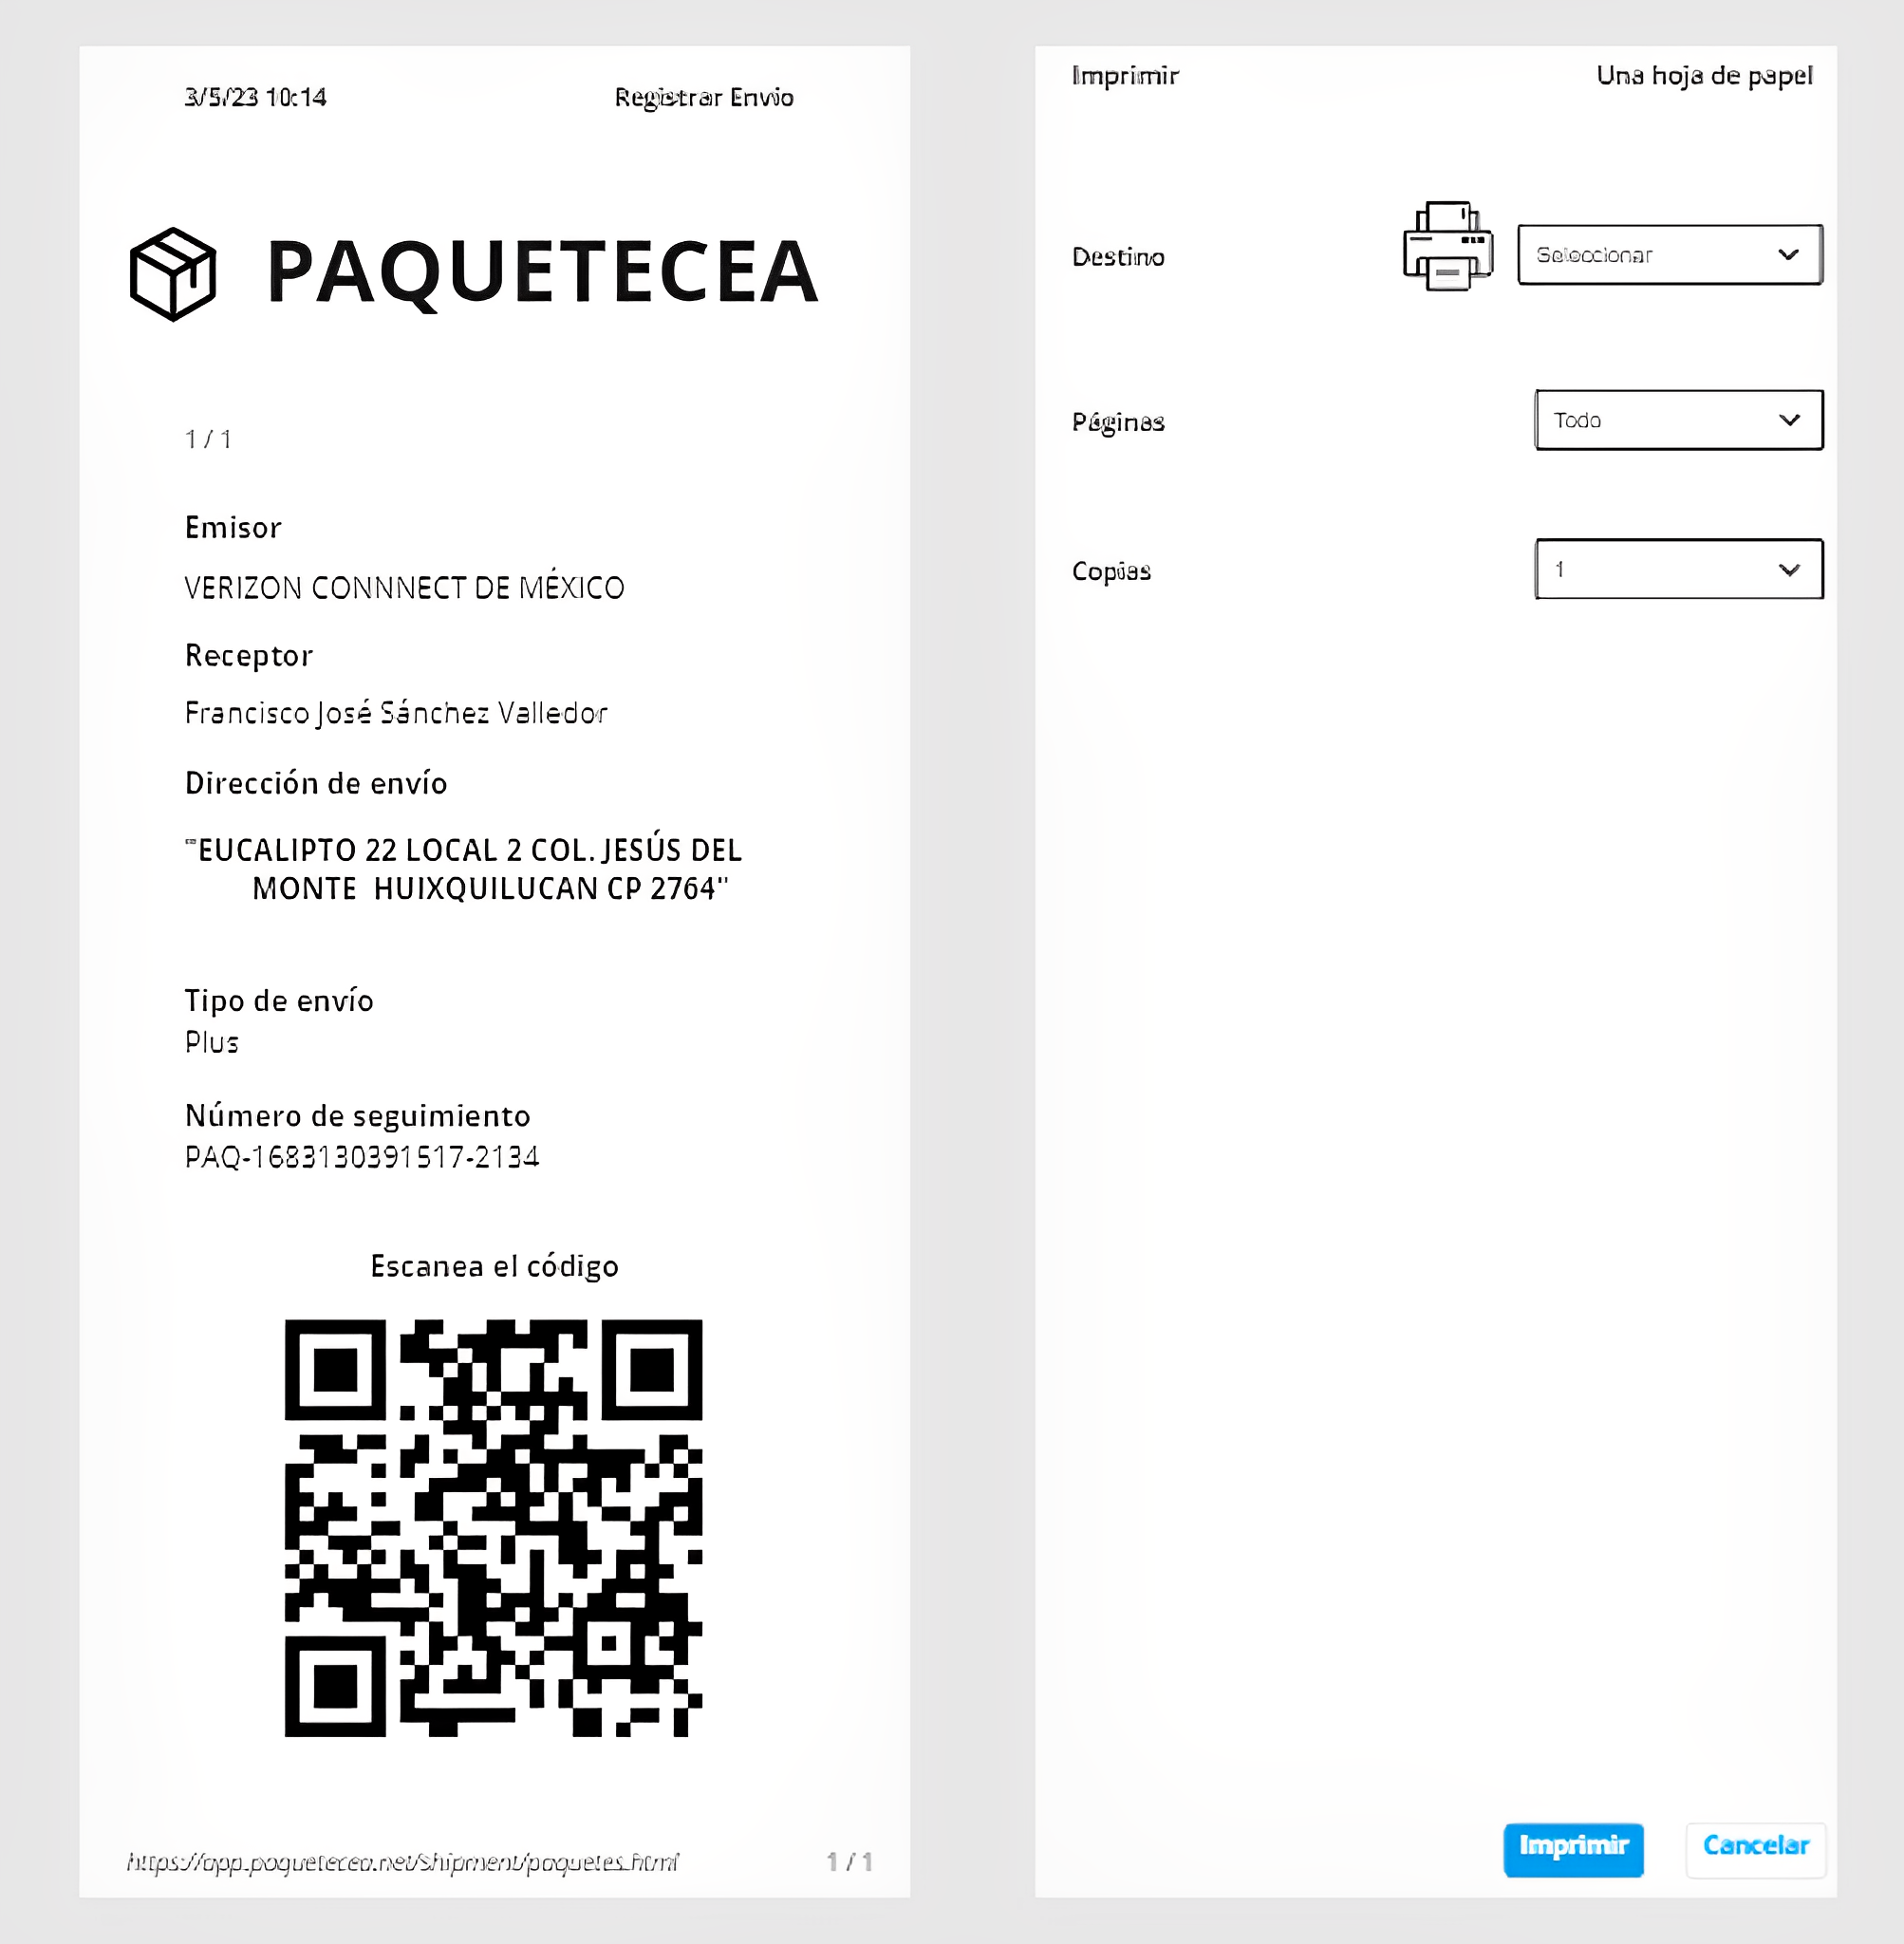 3/5/23 10:14
Registrar Envio
PAQUETECEA
1 / 1
Emisor
VERIZON CONNNECT DE MÉXICO
Receptor
Francisco José Sánchez Valledor
Dirección de envío
"EUCALIPTO 22 LOCAL 2 COL. JESÚS DEL
MONTE HUIXQUILUCAN CP 2764"
Tipo de envío
Plus
Número de seguimiento
PAQ-1683130391517-2134
Escanea el código
https://app.paquetecea.net/shipment/paquetes.html
1 / 1
Imprimir
Una hoja de papel
Destino
Seleccionar
Páginas
Todo
Copias
1
Imprimir
Cancelar